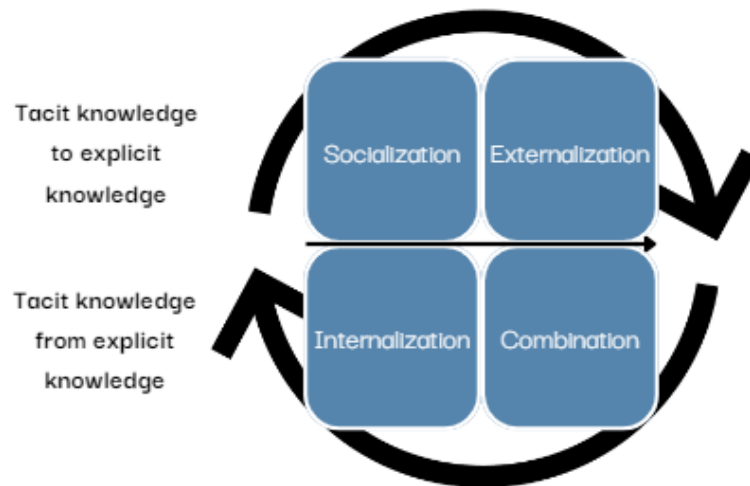 Tacit knowledge
to explicit
knowledge
Socialization
Externalization
Tacit knowledge
from explicit
knowledge
Internalization
Combination